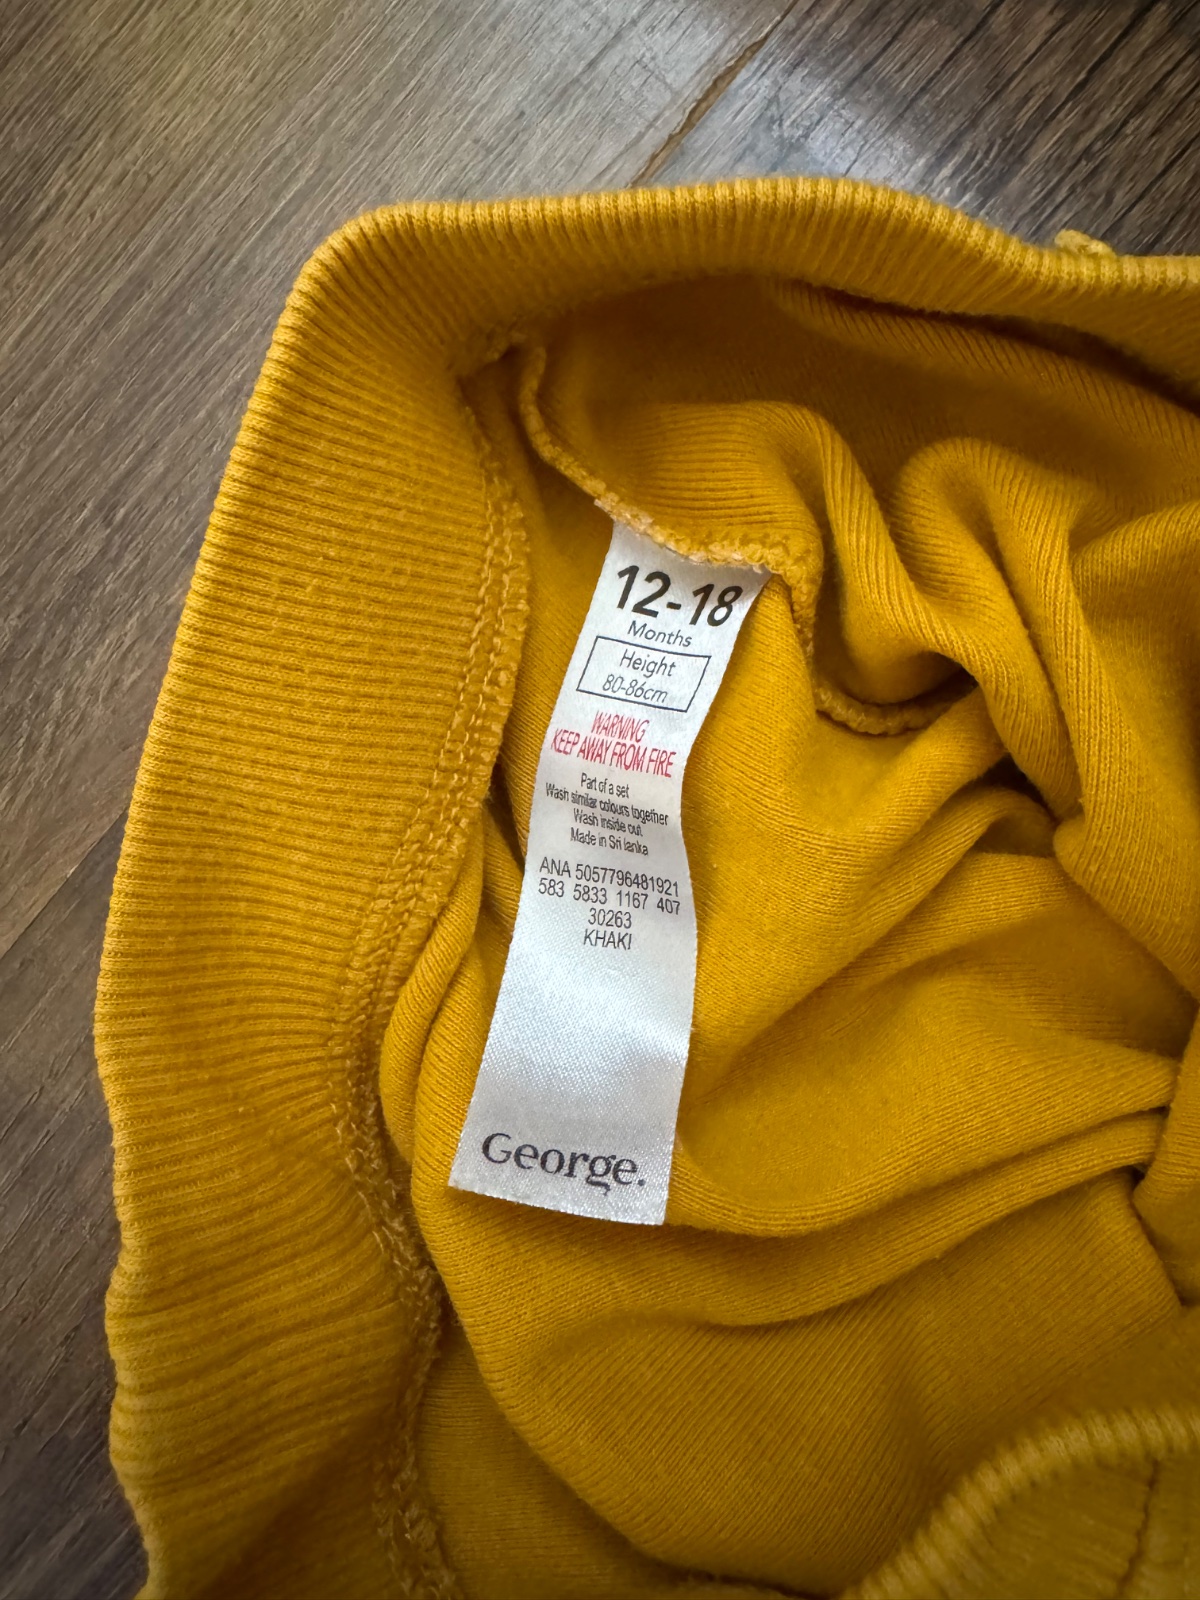 12-18
Months
Height
80-86cm
WARNING
KEEP AWAY FROM FIRE
Part of a set
Wash similar colours together
Wash inside out
Made in Sri lanka
ANA 5057796481921
583 5833 1167 407
30263
KHAKI
George.